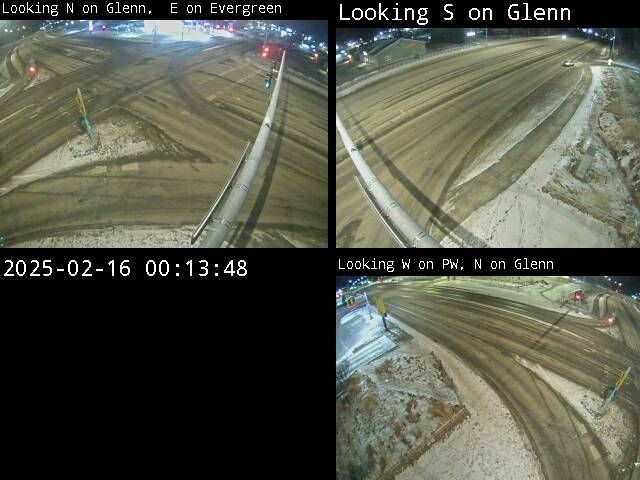 Looking N on Glenn,  E on Evergreen
Looking S on Glenn
2025-02-16 00:13:48
Looking W on PW, N on Glenn